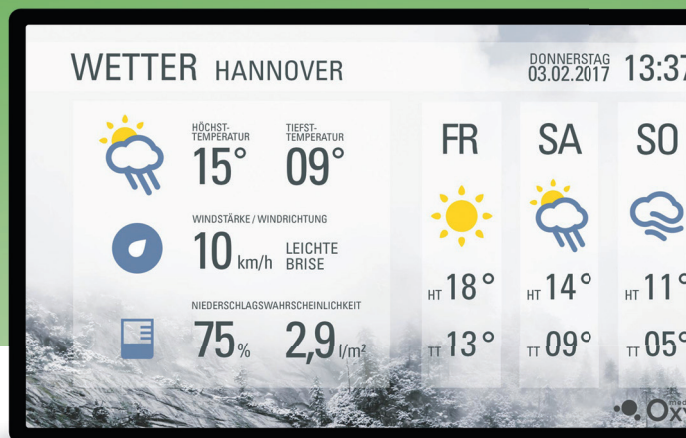 WETTER HANNOVER
DONNERSTAG
03.02.2017
13:37
HÖCHST-
TEMPERATUR
15°
TIEFST-
TEMPERATUR
09°
WINDSTÄRKE / WINDRICHTUNG
10 km/h
LEICHTE
BRISE
NIEDERSCHLAGSWAHRSCHEINLICHKEIT
75%
2,9 l/m²
FR
HT 18°
TT 13°
SA
HT 14°
TT 09°
SO
HT 11°
TT 05°